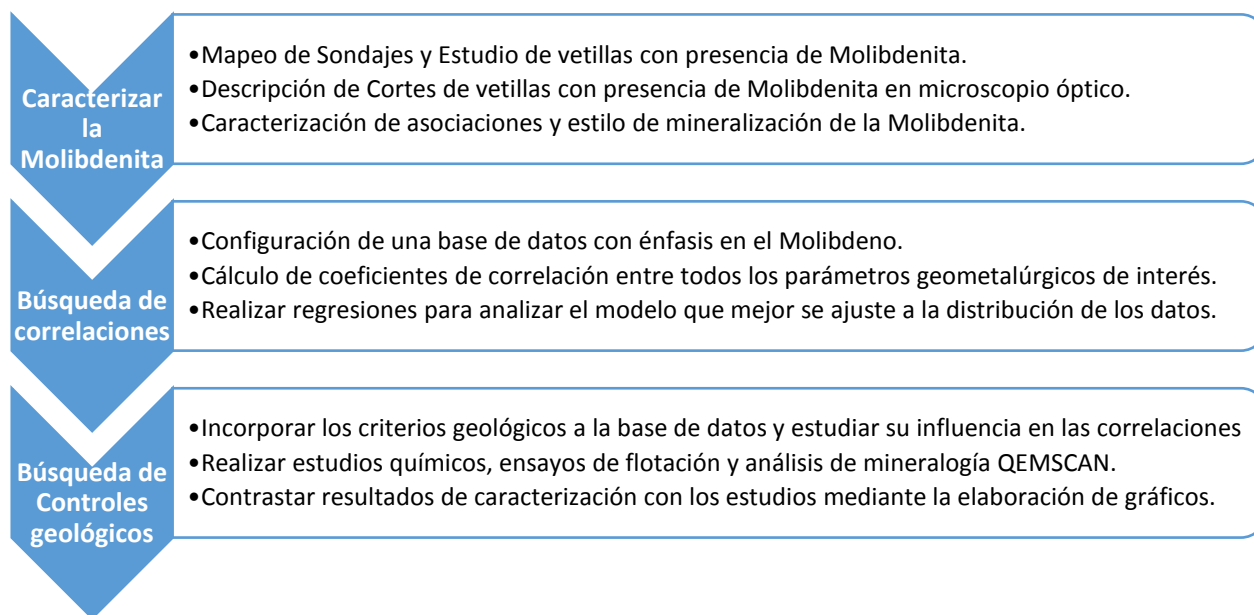 Caracterizar
la
Molibdenita
•Mapeo de Sondajes y Estudio de vetillas con presencia de Molibdenita.
•Descripción de Cortes de vetillas con presencia de Molibdenita en microscopio óptico.
•Caracterización de asociaciones y estilo de mineralización de la Molibdenita.
Búsqueda de
correlaciones
•Configuración de una base de datos con énfasis en el Molibdeno.
•Cálculo de coeficientes de correlación entre todos los parámetros geometalúrgicos de interés.
•Realizar regresiones para analizar el modelo que mejor se ajuste a la distribución de los datos.
Búsqueda de
Controles
geológicos
•Incorporar los criterios geológicos a la base de datos y estudiar su influencia en las correlaciones
•Realizar estudios químicos, ensayos de flotación y análisis de mineralogía QEMSCAN.
•Contrastar resultados de caracterización con los estudios mediante la elaboración de gráficos.